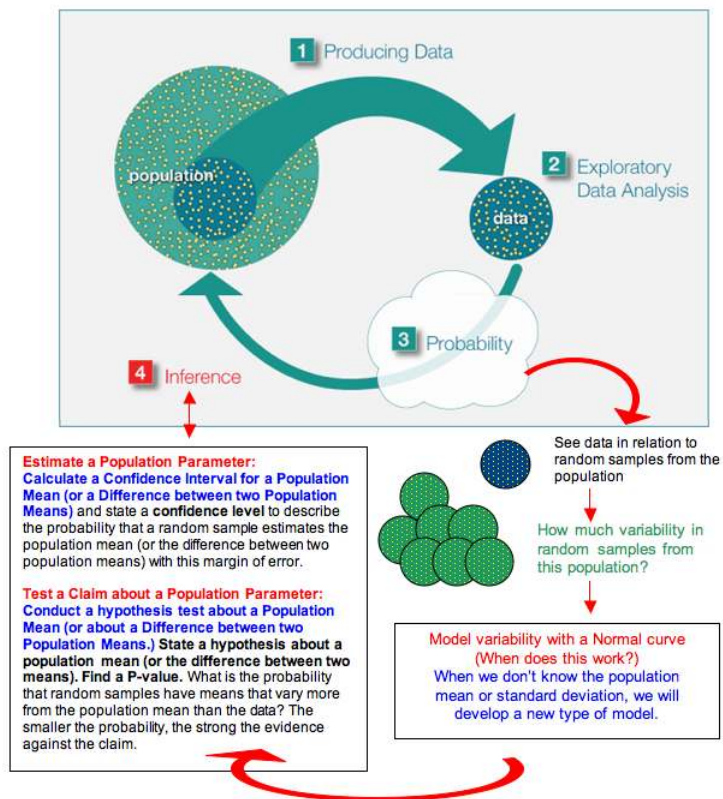 1 Producing Data
population
2 Exploratory
Data Analysis
data
3 Probability
4 Inference
See data in relation to
random samples from the
population
How much variability in
random samples from
this population?
Model variability with a Normal curve
(When does this work?)
When we don't know the population
mean or standard deviation, we will
develop a new type of model.
Estimate a Population Parameter:
Calculate a Confidence Interval for a Population
Mean (or a Difference between two Population
Means) and state a confidence level to describe
the probability that a random sample estimates the
population mean (or the difference between two
population means) with this margin of error.
Test a Claim about a Population Parameter:
Conduct a hypothesis test about a Population
Mean (or about a Difference between two
Population Means.) State a hypothesis about a
population mean (or the difference between two
means). Find a P-value. What is the probability
that random samples have means that vary more
from the population mean than the data? The
smaller the probability, the strong the evidence
against the claim.